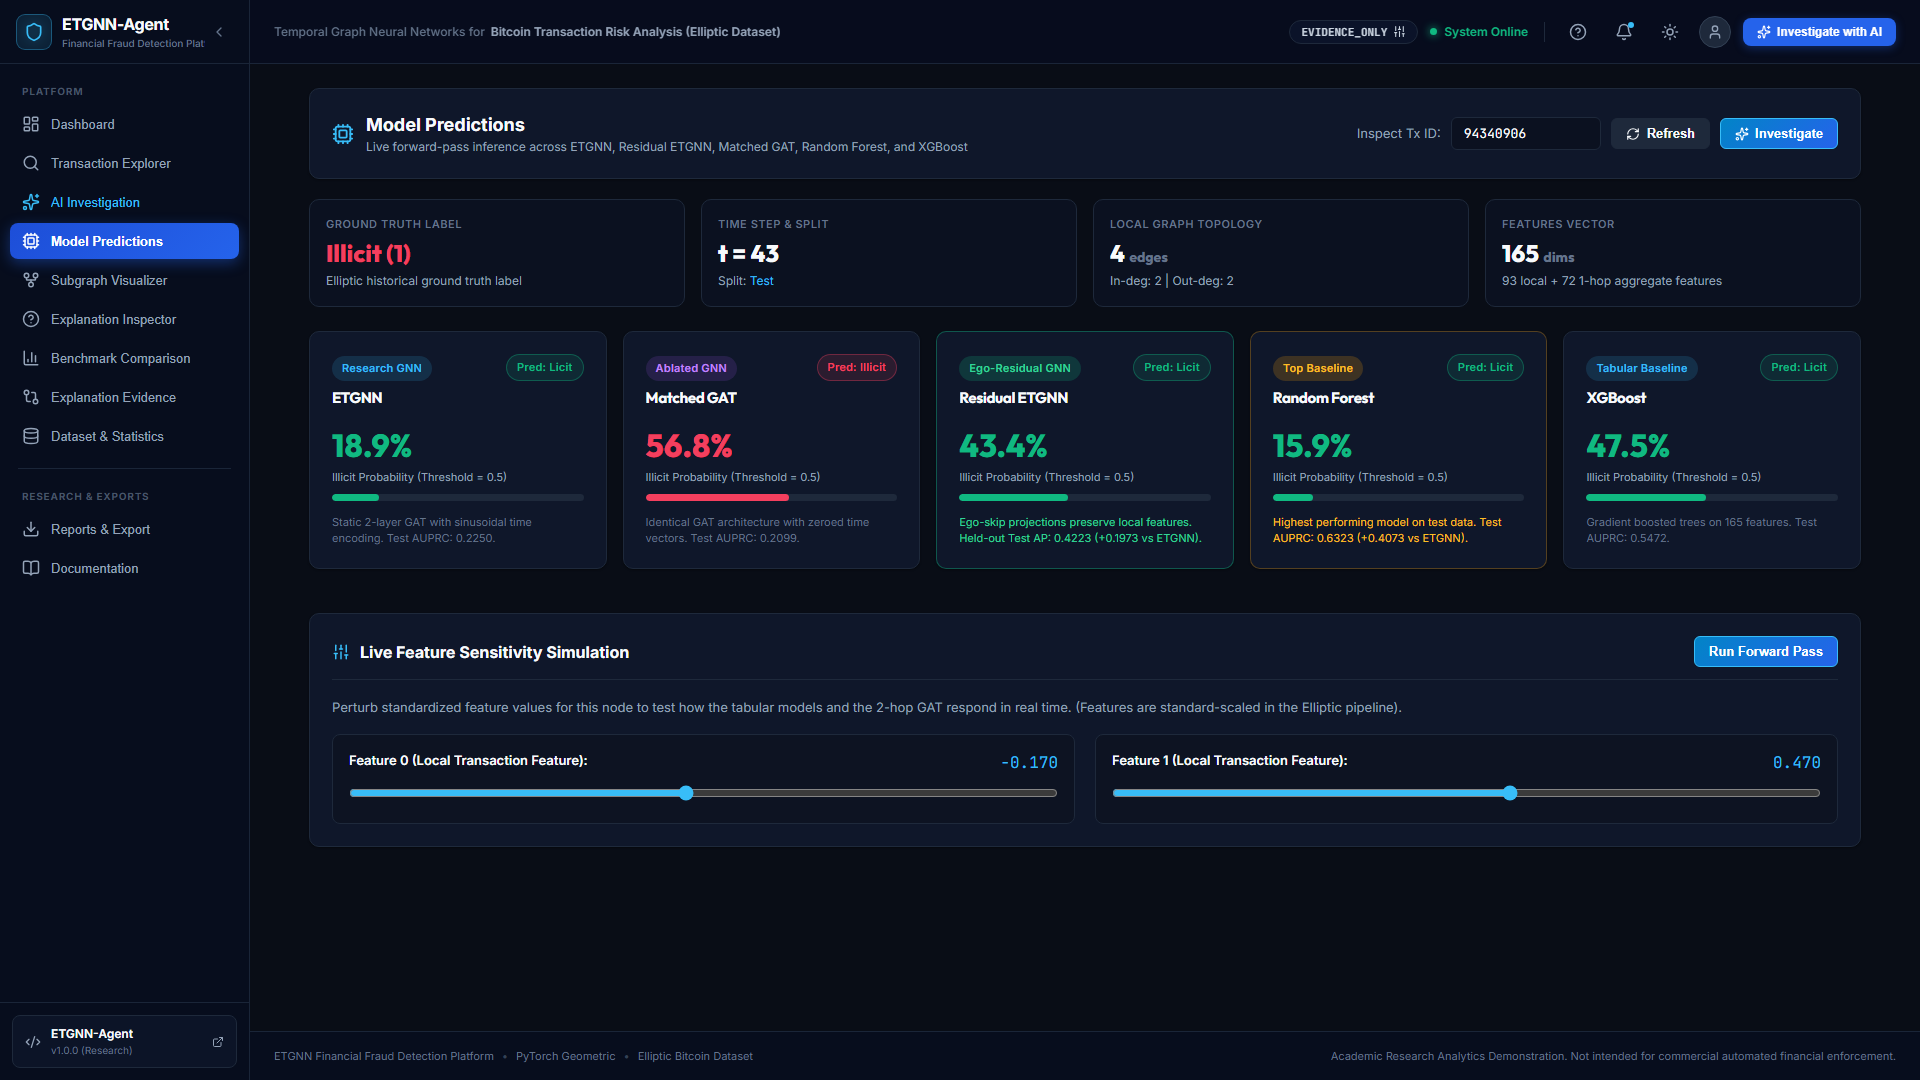 ETGNN-Agent
Financial Fraud Detection Plat
Temporal Graph Neural Networks for Bitcoin Transaction Risk Analysis (Elliptic Dataset)
EVIDENCE_ONLY
System Online
Investigate with AI
PLATFORM
Dashboard
Transaction Explorer
AI Investigation
Model Predictions
Subgraph Visualizer
Explanation Inspector
Benchmark Comparison
Explanation Evidence
Dataset & Statistics
RESEARCH & EXPORTS
Reports & Export
Documentation
ETGNN-Agent
v1.0.0 (Research)
Model Predictions
Live forward-pass inference across ETGNN, Residual ETGNN, Matched GAT, Random Forest, and XGBoost
Inspect Tx ID:
94340906
Refresh
Investigate
GROUND TRUTH LABEL
Illicit (1)
Elliptic historical ground truth label
TIME STEP & SPLIT
t = 43
Split: Test
LOCAL GRAPH TOPOLOGY
4 edges
In-deg: 2 | Out-deg: 2
FEATURES VECTOR
165 dims
93 local + 72 1-hop aggregate features
Research GNN
Pred: Licit
ETGNN
18.9%
Illicit Probability (Threshold = 0.5)
Static 2-layer GAT with sinusoidal time
encoding. Test AUPRC: 0.2250.
Ablated GNN
Pred: Illicit
Matched GAT
56.8%
Illicit Probability (Threshold = 0.5)
Identical GAT architecture with zeroed time
vectors. Test AUPRC: 0.2099.
Ego-Residual GNN
Pred: Licit
Residual ETGNN
43.4%
Illicit Probability (Threshold = 0.5)
Ego-skip projections preserve local features.
Held-out Test AP: 0.4223 (+0.1973 vs ETGNN).
Top Baseline
Pred: Licit
Random Forest
15.9%
Illicit Probability (Threshold = 0.5)
Highest performing model on test data. Test
AUPRC: 0.6323 (+0.4073 vs ETGNN).
Tabular Baseline
Pred: Licit
XGBoost
47.5%
Illicit Probability (Threshold = 0.5)
Gradient boosted trees on 165 features. Test
AUPRC: 0.5472.
Live Feature Sensitivity Simulation
Run Forward Pass
Perturb standardized feature values for this node to test how the tabular models and the 2-hop GAT respond in real time. (Features are standard-scaled in the Elliptic pipeline).
Feature 0 (Local Transaction Feature):
-0.170
Feature 1 (Local Transaction Feature):
0.470
ETGNN Financial Fraud Detection Platform • PyTorch Geometric • Elliptic Bitcoin Dataset
Academic Research Analytics Demonstration. Not intended for commercial automated financial enforcement.